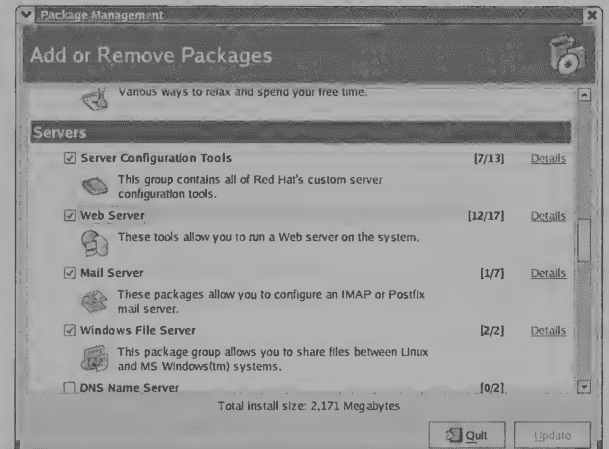 Package Management
Add or Remove Packages
Various ways to relax and spend your free time.
Servers
Server Configuration Tools [7/13] Details
This group contains all of Red Hat's custom server
configuration tools.
Web Server [12/17] Details
These tools allow you to run a Web server on the system.
Mail Server [1/7] Details
These packages allow you to configure an IMAP or Postfix
mail server.
Windows File Server [2/2] Details
This package group allows you to share files between Linux
and MS Windows(tm) systems.
DNS Name Server [0/2]
Total install size: 2,171 Megabytes
Quit Update